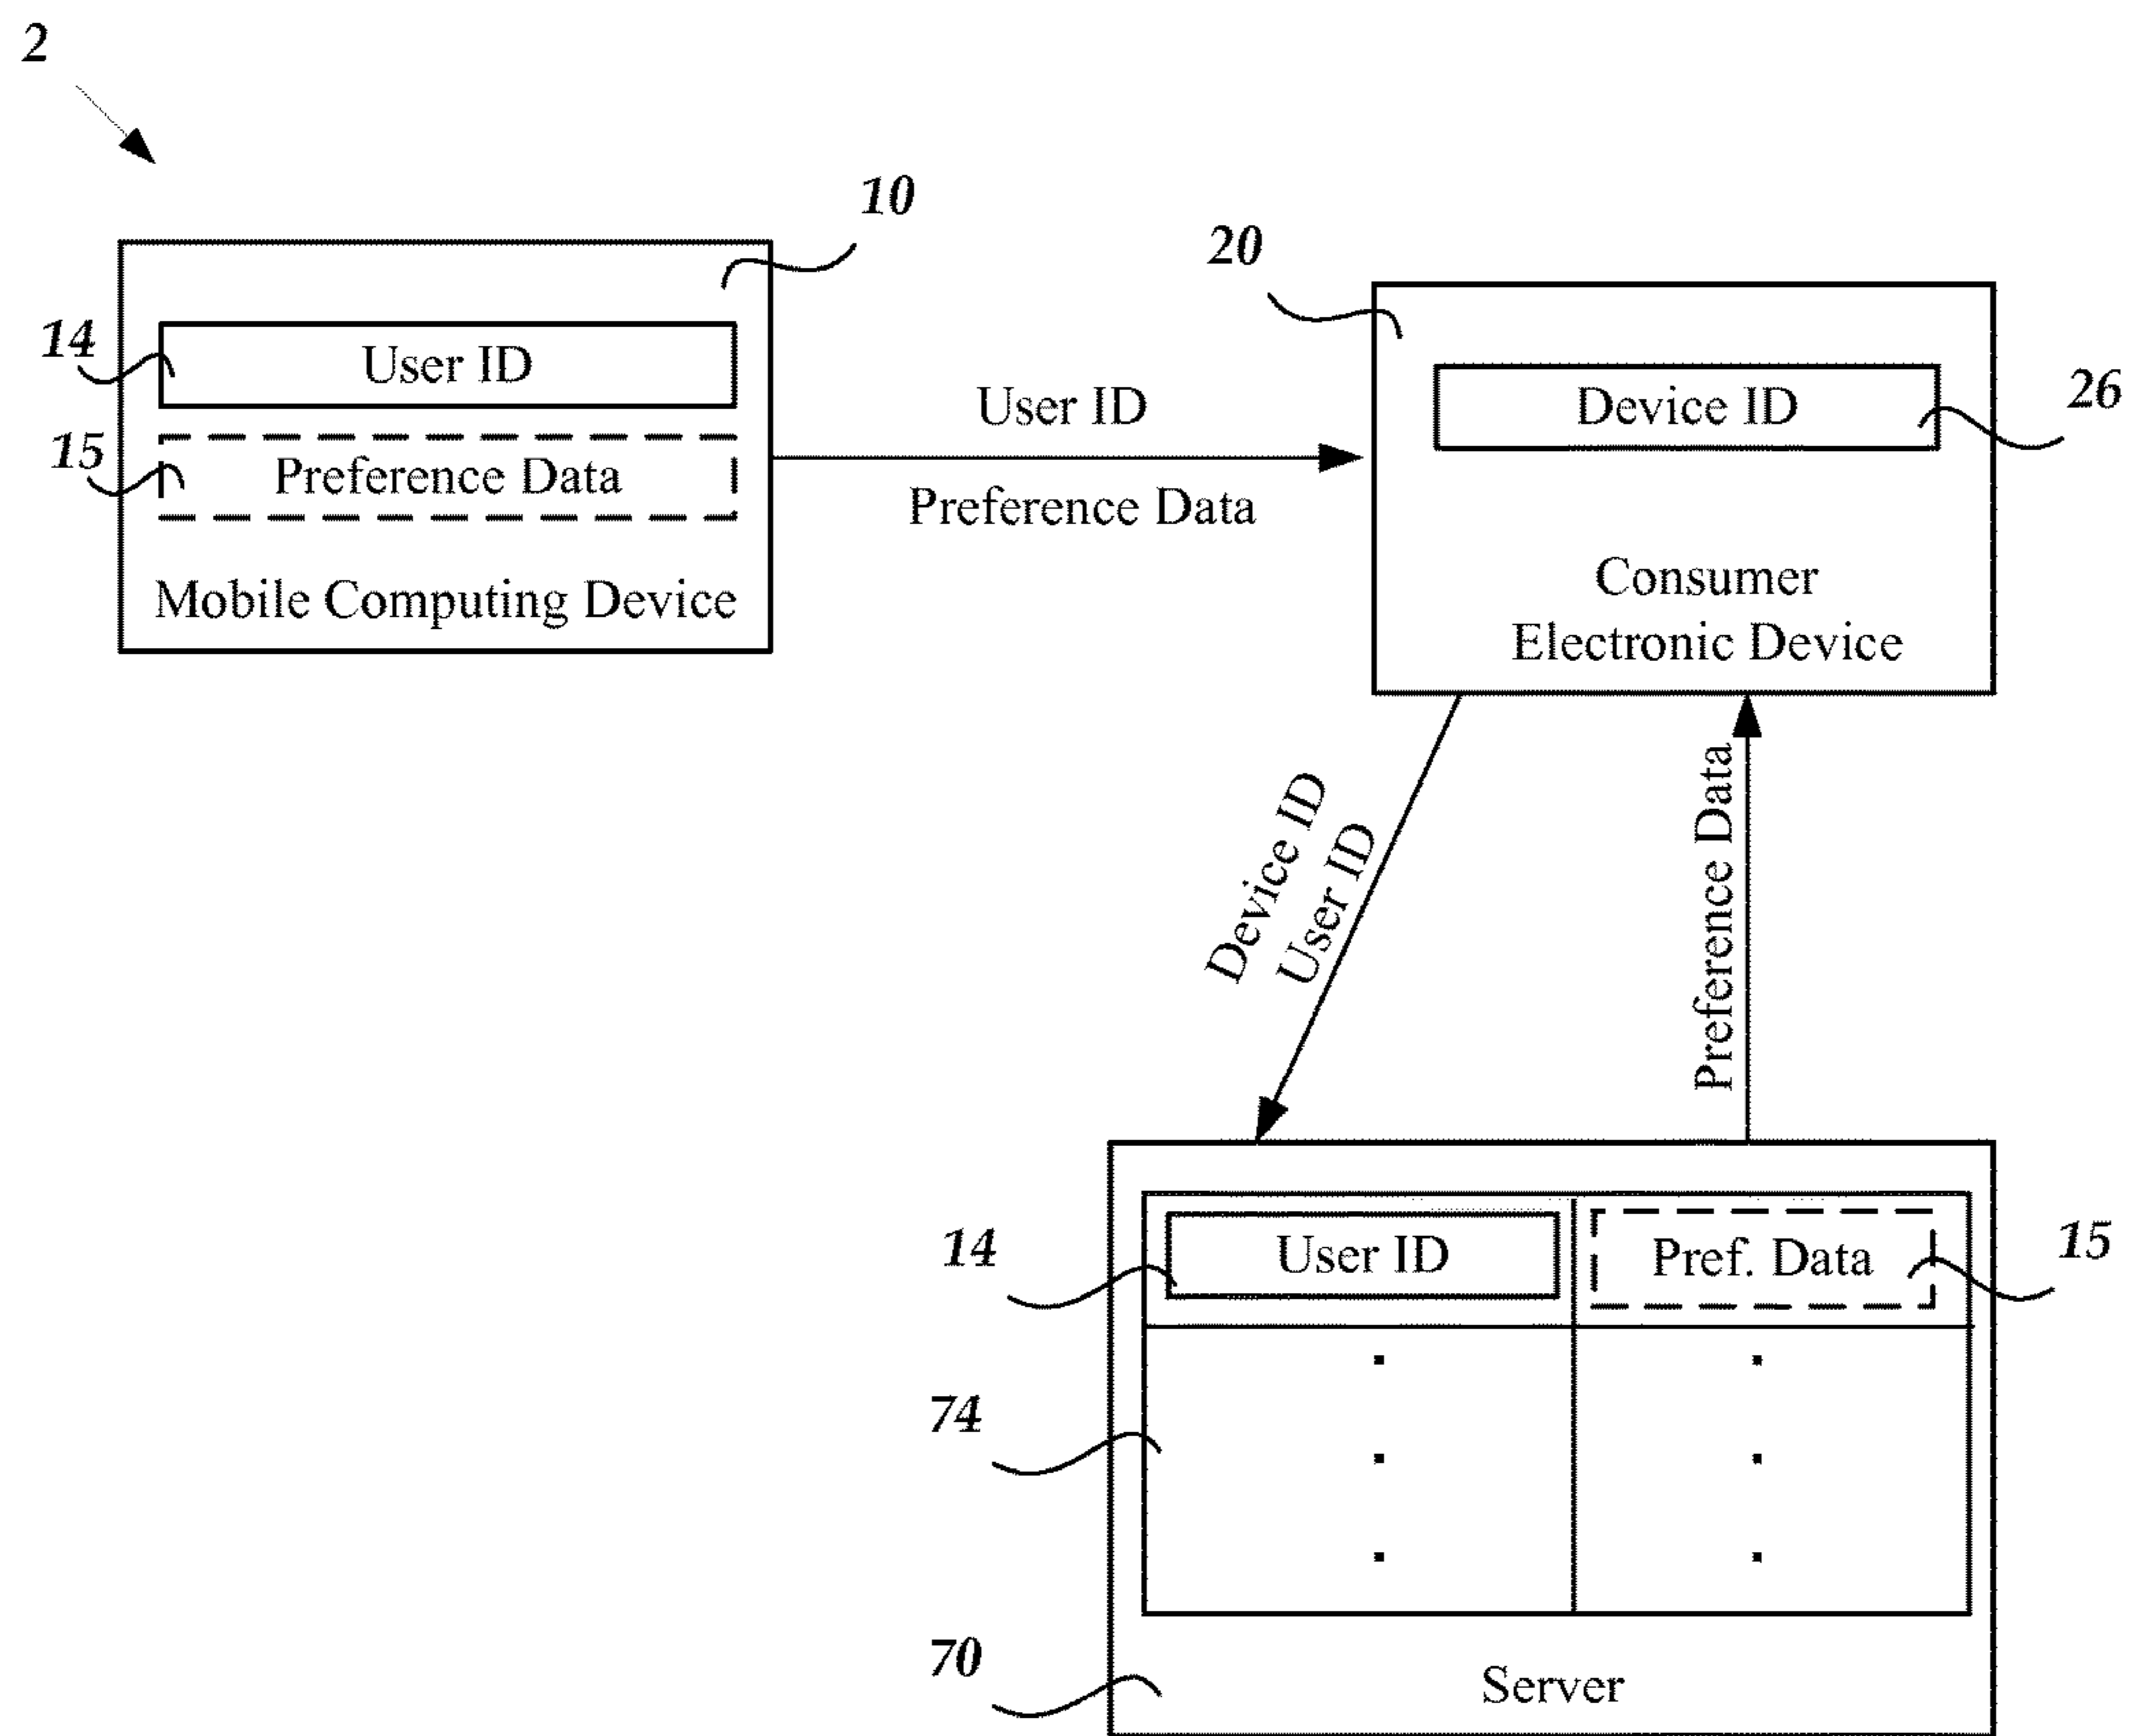 2
10
14
User ID
15
Preference Data
Mobile Computing Device
User ID
Preference Data
20
Device ID
26
Consumer
Electronic Device
Device ID
User ID
Preference Data
14
User ID
Pref. Data
15
74
70
Server